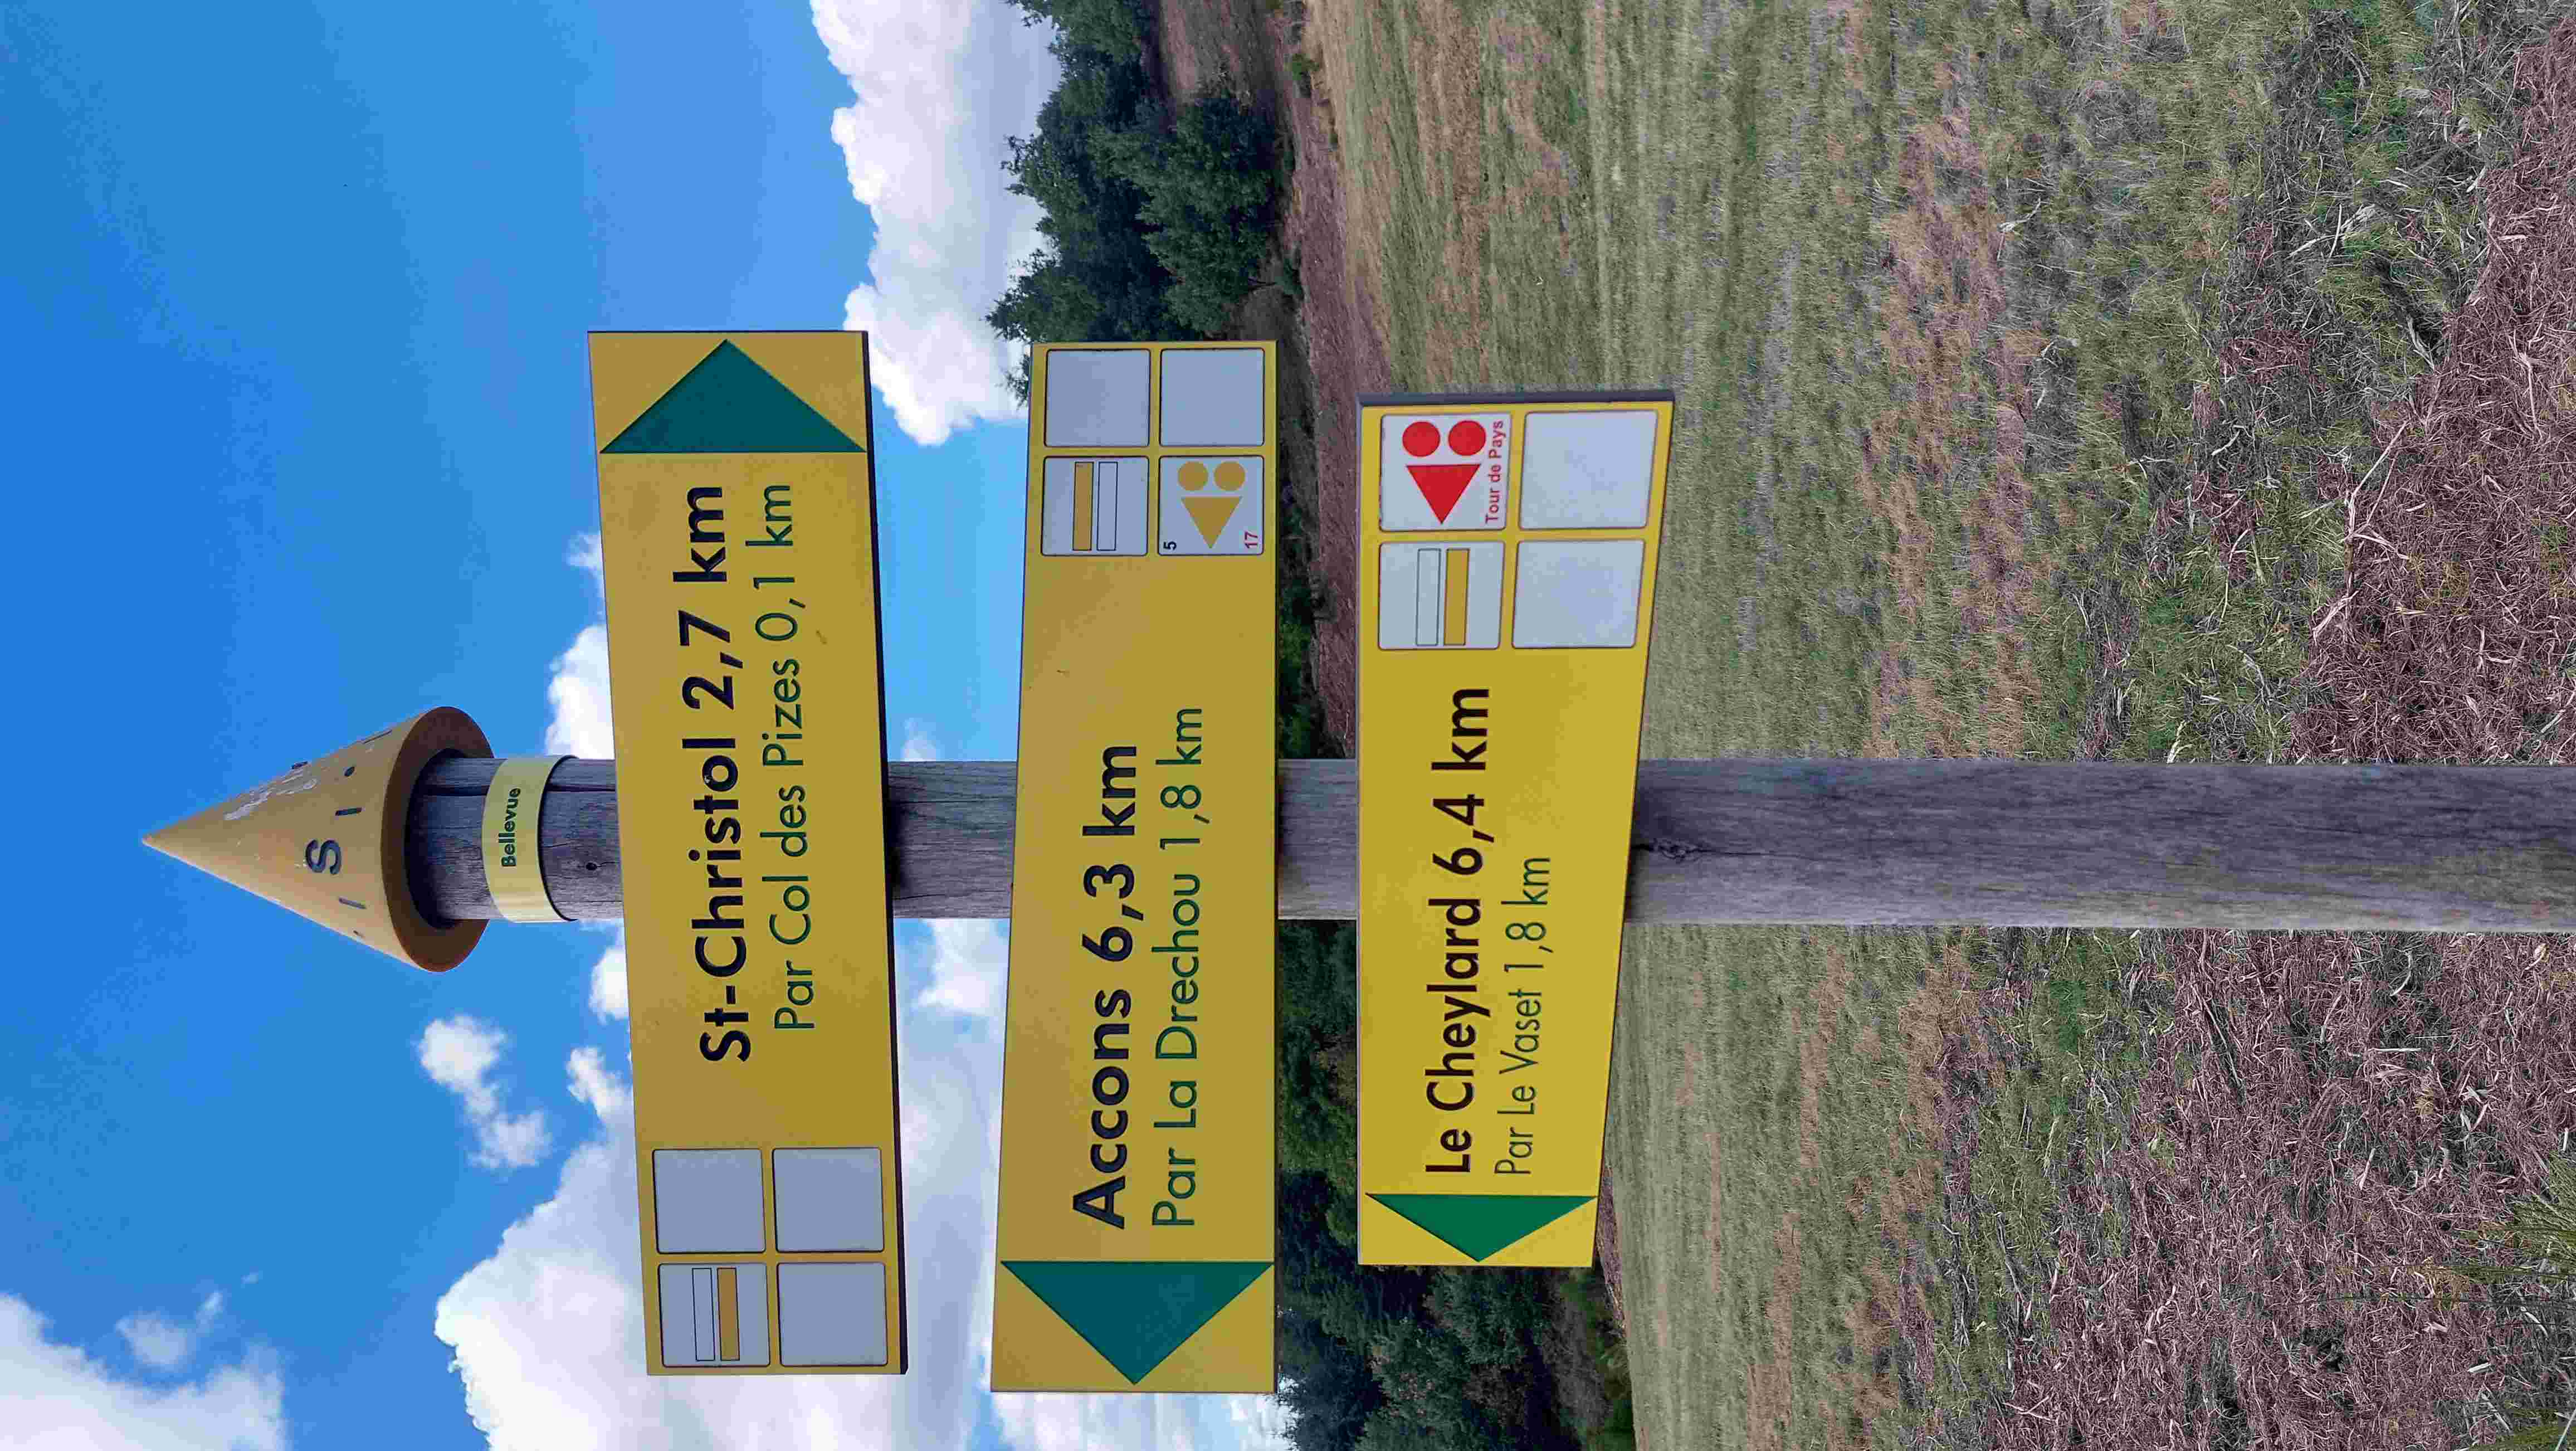 S
Bellevue
St-Christol 2,7 km
Par Col des Pizes 0,1 km
Accons 6,3 km
Par La Drechou 1,8 km
5
17
Le Cheylard 6,4 km
Par Le Vaset 1,8 km
Tour de Pays